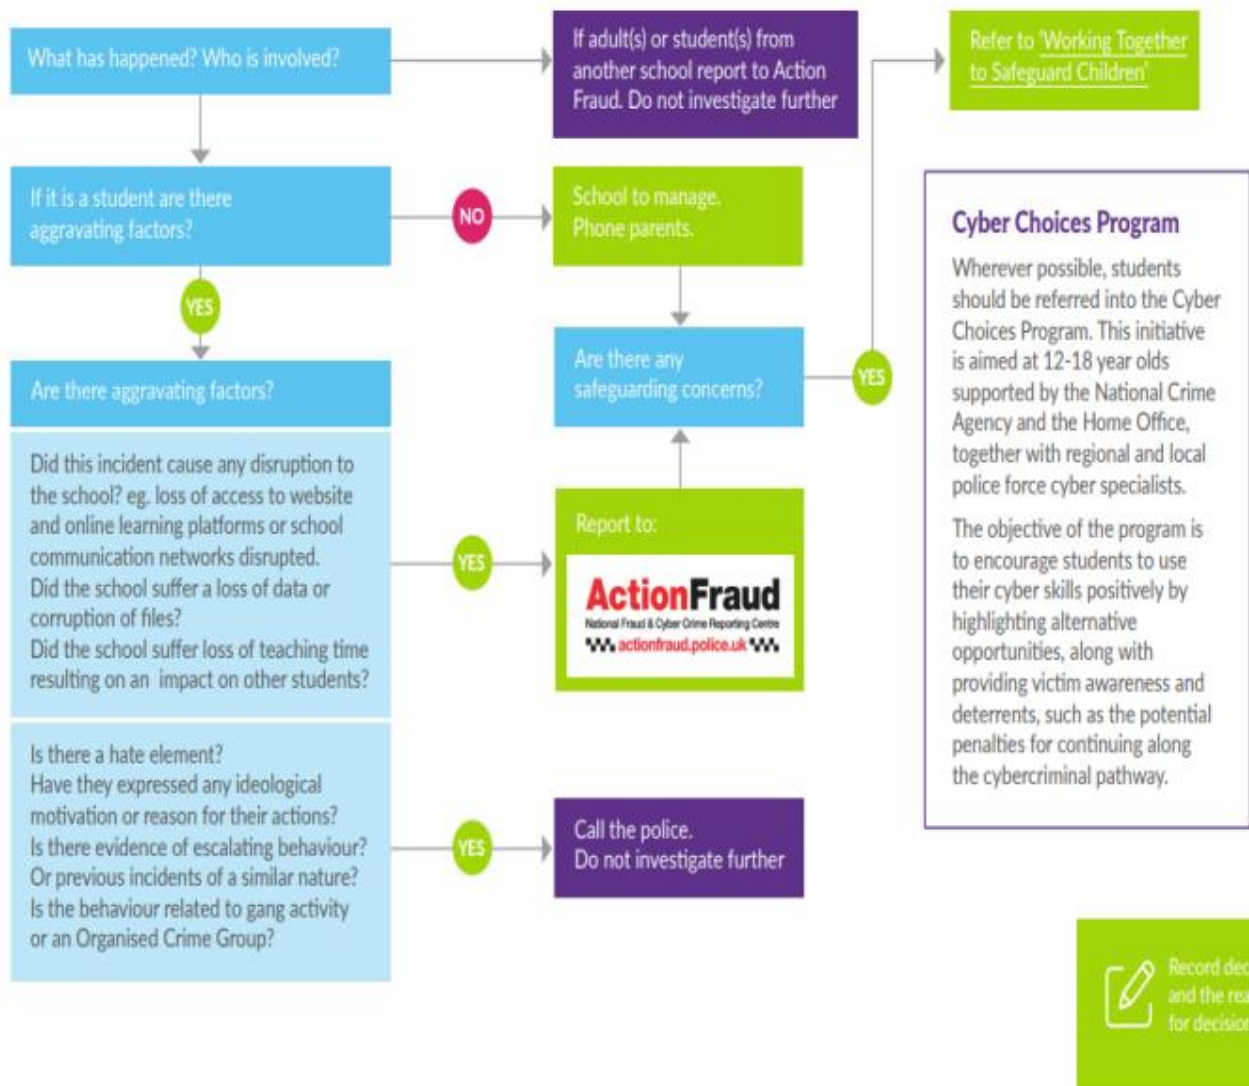 What has happened? Who is involved?
If adult(s) or student(s) from
another school report to Action
Fraud. Do not investigate further
Refer to 'Working Together
to Safeguard Children'
If it is a student are there
aggravating factors?
NO
School to manage.
Phone parents.
YES
Are there any
safeguarding concerns?
YES
Are there aggravating factors?
Did this incident cause any disruption to
the school? eg. loss of access to website
and online learning platforms or school
communication networks disrupted.
Did the school suffer a loss of data or
corruption of files?
Did the school suffer loss of teaching time
resulting on an impact on other students?
YES
Report to:
ActionFraud
National Fraud & Cyber Crime Reporting Centre
actionfraud.police.uk
Is there a hate element?
Have they expressed any ideological
motivation or reason for their actions?
Is there evidence of escalating behaviour?
Or previous incidents of a similar nature?
Is the behaviour related to gang activity
or an Organised Crime Group?
YES
Call the police.
Do not investigate further
Cyber Choices Program
Wherever possible, students
should be referred into the Cyber
Choices Program. This initiative
is aimed at 12-18 year olds
supported by the National Crime
Agency and the Home Office,
together with regional and local
police force cyber specialists.
The objective of the program is
to encourage students to use
their cyber skills positively by
highlighting alternative
opportunities, along with
providing victim awareness and
deterrents, such as the potential
penalties for continuing along
the cybercriminal pathway.
Record
and the
for